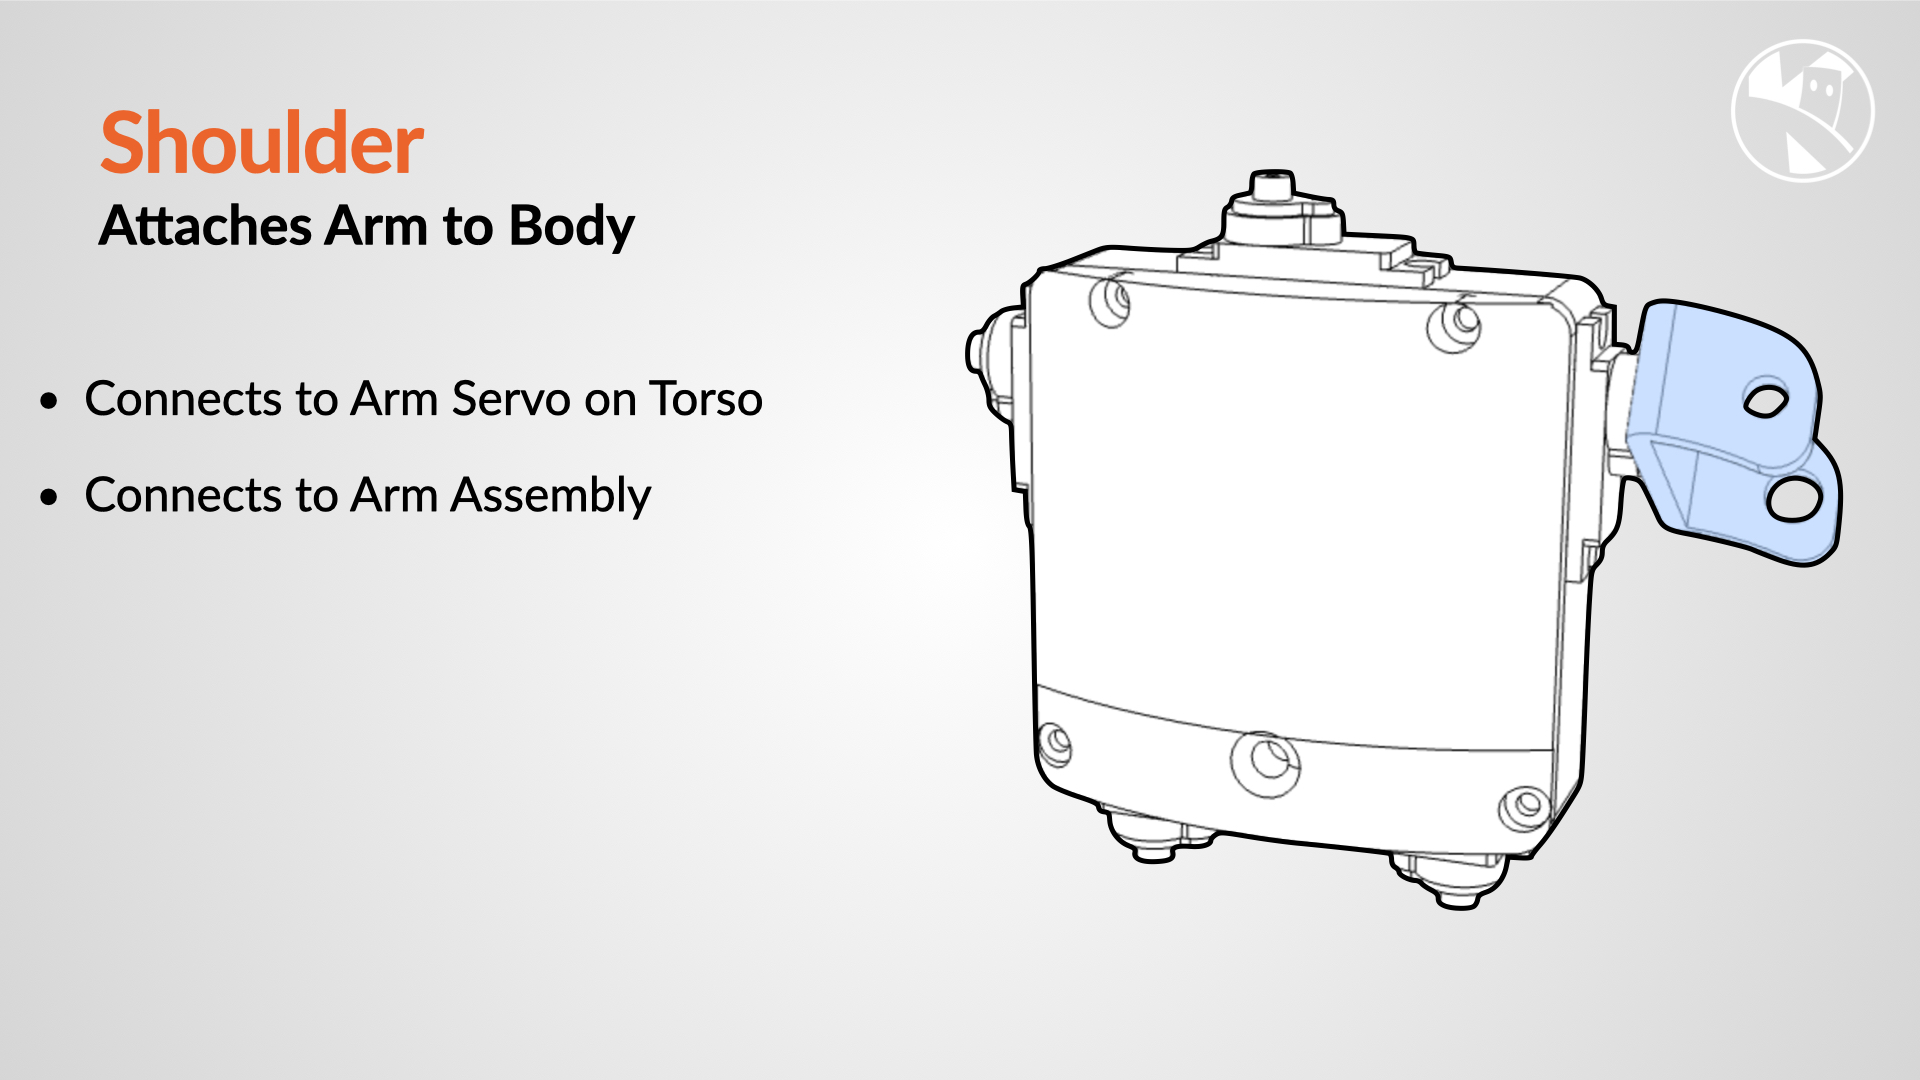 Shoulder
Attaches Arm to Body
• Connects to Arm Servo on Torso
• Connects to Arm Assembly